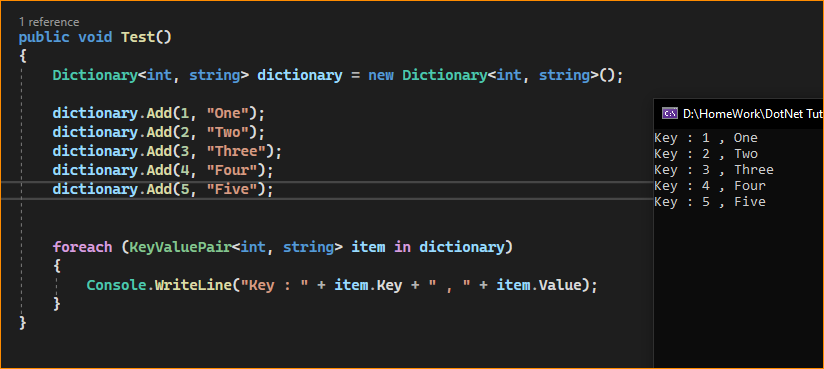 1 reference
public void Test()
{
Dictionary<int, string> dictionary = new Dictionary<int, string>();
dictionary.Add(1, "One");
dictionary.Add(2, "Two");
dictionary.Add(3, "Three");
dictionary.Add(4, "Four");
dictionary.Add(5, "Five");
foreach (KeyValuePair<int, string> item in dictionary)
{
Console.WriteLine("Key : " + item.Key + " , " + item.Value);
}
}
D:\HomeWork\DotNet Tut
Key : 1 , One
Key : 2 , Two
Key : 3 , Three
Key : 4 , Four
Key : 5 , Five